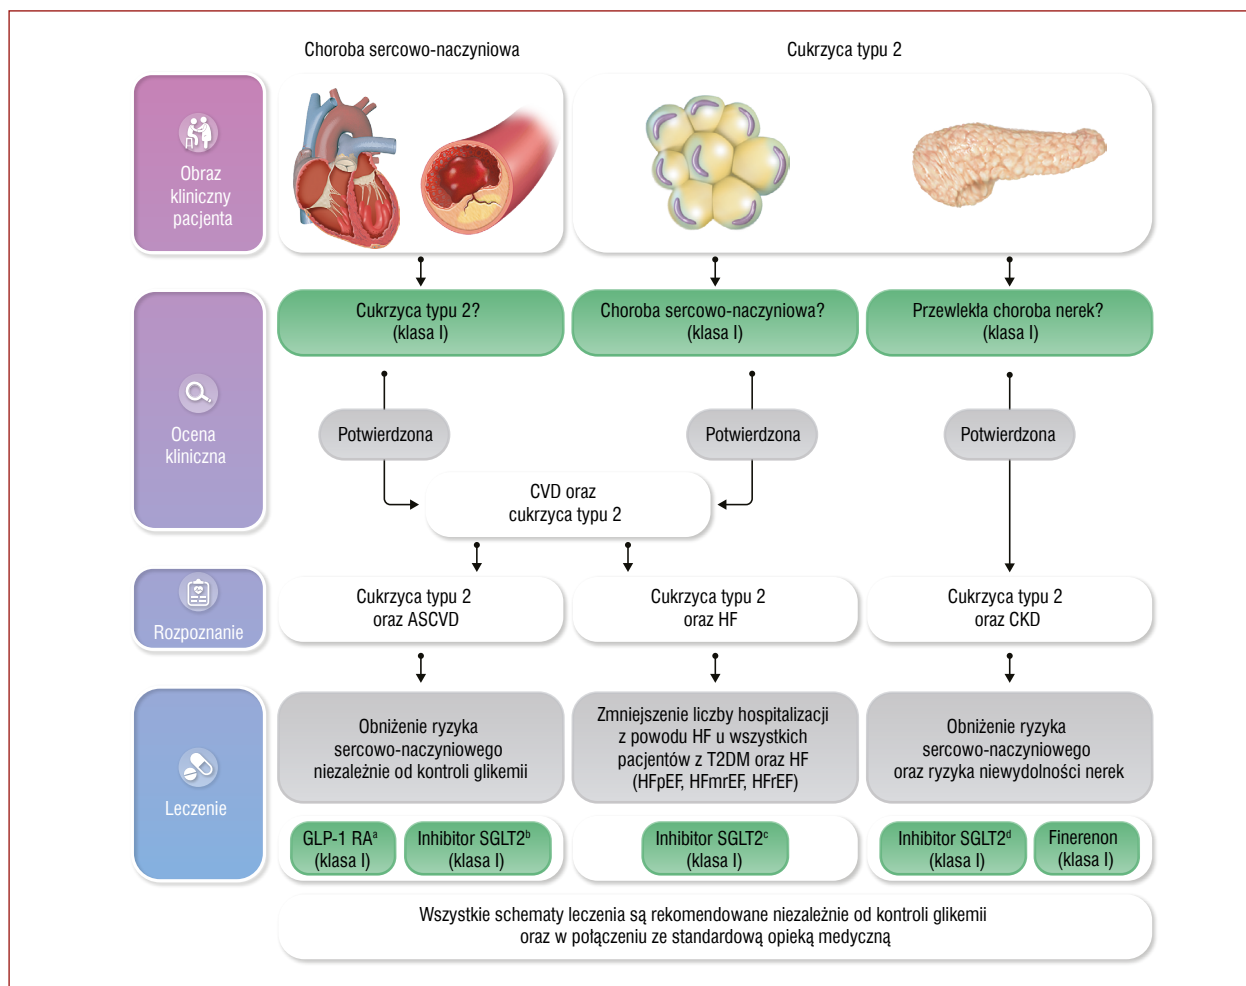 Choroba sercowo-naczyniowa
Cukrzyca typu 2
Obraz
kliniczny
pacjenta
Cukrzyca typu 2?
(klasa I)
Choroba sercowo-naczyniowa?
(klasa I)
Przewlekła choroba nerek?
(klasa I)
Ocena
kliniczna
Potwierdzona
Potwierdzona
Potwierdzona
CVD oraz
cukrzyca typu 2
Rozpoznanie
Cukrzyca typu 2
oraz ASCVD
Cukrzyca typu 2
oraz HF
Cukrzyca typu 2
oraz CKD
Leczenie
Obniżenie ryzyka
sercowo-naczyniowego
niezależnie od kontroli glikemii
Zmniejszenie liczby hospitalizacji
z powodu HF u wszystkich
pacjentów z T2DM oraz HF
(HFpEF, HFmrEF, HFrEF)
Obniżenie ryzyka
sercowo-naczyniowego
oraz ryzyka niewydolności nerek
GLP-1 RAᵃ
(klasa I)
Inhibitor SGLT2ᵇ
(klasa I)
Inhibitor SGLT2ᶜ
(klasa I)
Inhibitor SGLT2ᵈ
(klasa I)
Finerenon
(klasa I)
Wszystkie schematy leczenia są rekomendowane niezależnie od kontroli glikemii
oraz w połączeniu ze standardową opieką medyczną